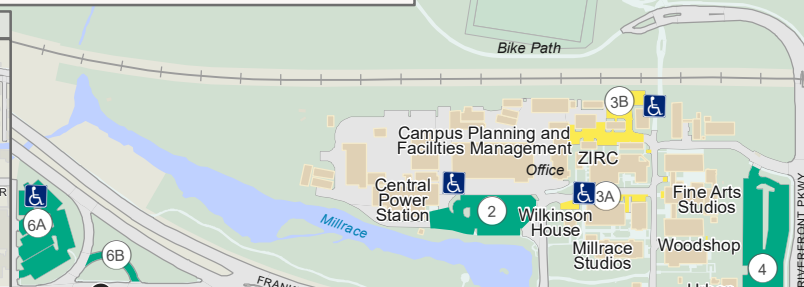 Bike Path
3B
Campus Planning and
Facilities Management
Office
ZIRC
Central
Power
Station
3A
2
Wilkinson
House
Fine Arts
Studios
Millrace
Millrace
Studios
Woodshop
6A
6B
4
RIVERFRONT PKWY
R